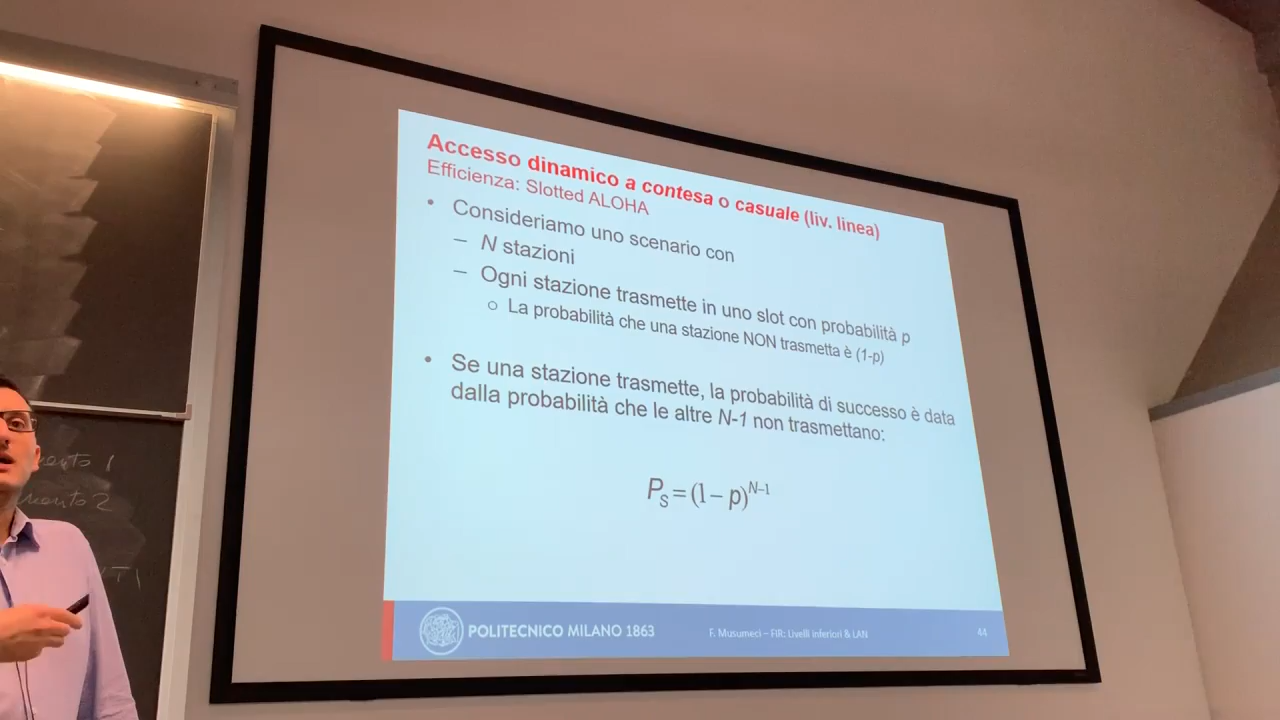 Accesso dinamico a contesa o casuale (liv. linea)
Efficienza: Slotted ALOHA
• Consideriamo uno scenario con
– N stazioni
– Ogni stazione trasmette in uno slot con probabilità p
○ La probabilità che una stazione NON trasmetta è (1-p)
• Se una stazione trasmette, la probabilità di successo è data
dalla probabilità che le altre N-1 non trasmettano:
P_S = (1 – p)^{N–1}
POLITECNICO MILANO 1863
F. Musumeci – FIR: Livelli inferiori & LAN
44